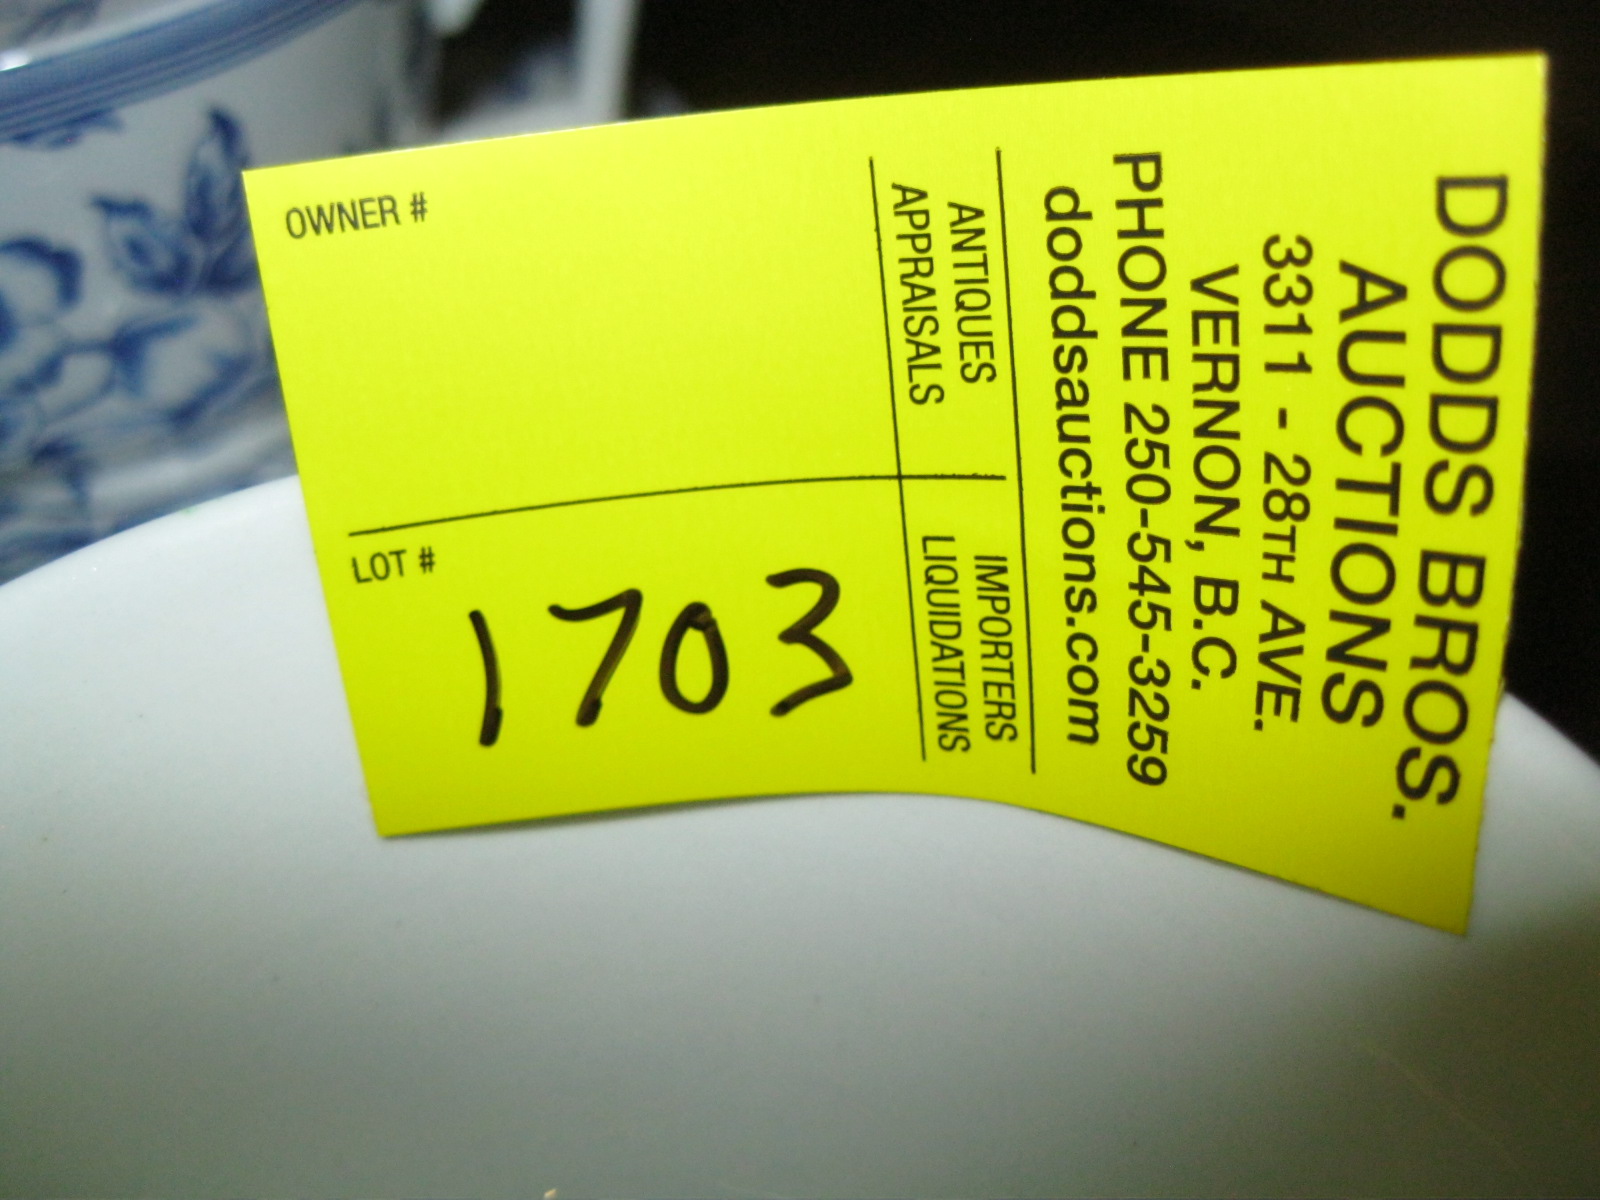 DODDS BROS.
AUCTIONS
3311 - 28TH AVE.
VERNON, B.C.
PHONE 250-545-3259
doddsauctions.com
ANTIQUES
APPRAISALS
IMPORTERS
LIQUIDATIONS
OWNER #
LOT #
1703